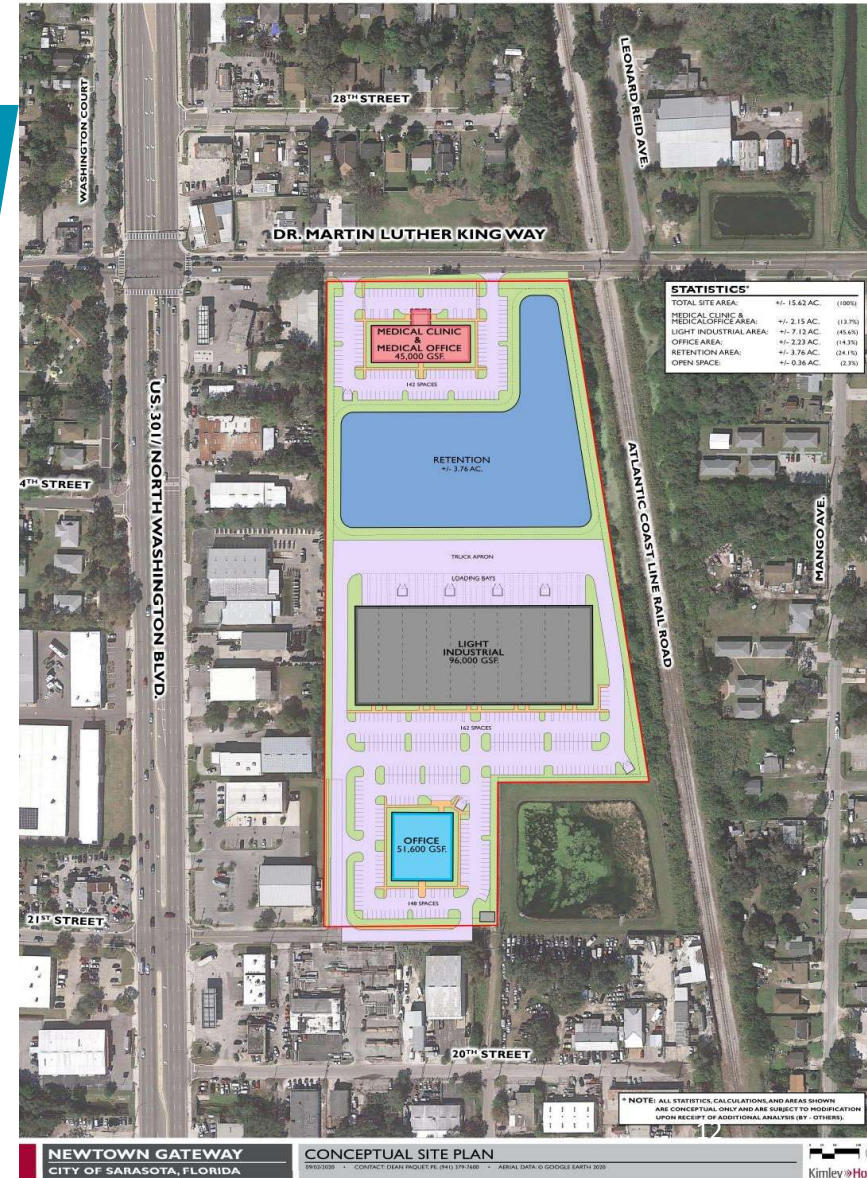 WASHINGTON COURT
28TH STREET
LEONARD REID AVE.
DR. MARTIN LUTHER KING WAY
STATISTICS*
TOTAL SITE AREA: +/- 15.62 AC. (100%)
MEDICAL CLINIC &
MEDICALOFFICE AREA: +/- 2.15 AC. (13.7%)
LIGHT INDUSTRIAL AREA: +/- 7.12 AC. (45.6%)
OFFICE AREA: +/- 2.23 AC. (14.3%)
RETENTION AREA: +/- 3.76 AC. (24.1%)
OPEN SPACE: +/- 0.36 AC. (2.3%)
MEDICAL CLINIC
&
MEDICAL OFFICE
45,000 GSF.
142 SPACES
US. 301/ NORTH WASHINGTON BLVD.
RETENTION
+/- 3.76 AC.
4TH STREET
ATLANTIC COAST LINE RAIL ROAD
MANGO AVE.
TRUCK APRON
LOADING BAYS
LIGHT
INDUSTRIAL
96,000 GSF.
162 SPACES
OFFICE
51,600 GSF.
148 SPACES
21ST STREET
20TH STREET
* NOTE: ALL STATISTICS, CALCULATIONS, AND AREAS SHOWN
ARE CONCEPTUAL ONLY AND ARE SUBJECT TO MODIFICATION
UPON RECEIPT OF ADDITIONAL ANALYSIS (BY - OTHERS).
12
NEWTOWN GATEWAY
CITY OF SARASOTA, FLORIDA
CONCEPTUAL SITE PLAN
09/02/2020 • CONTACT: DEAN PAQUET, PE. (941) 379-7600 • AERIAL DATA: © GOOGLE EARTH 2020
Kimley»Ho